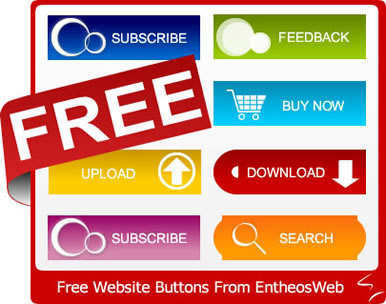 SUBSCRIBE
FEEDBACK
FREE
BUY NOW
UPLOAD
DOWNLOAD
SUBSCRIBE
SEARCH
Free Website Buttons From EntheosWeb